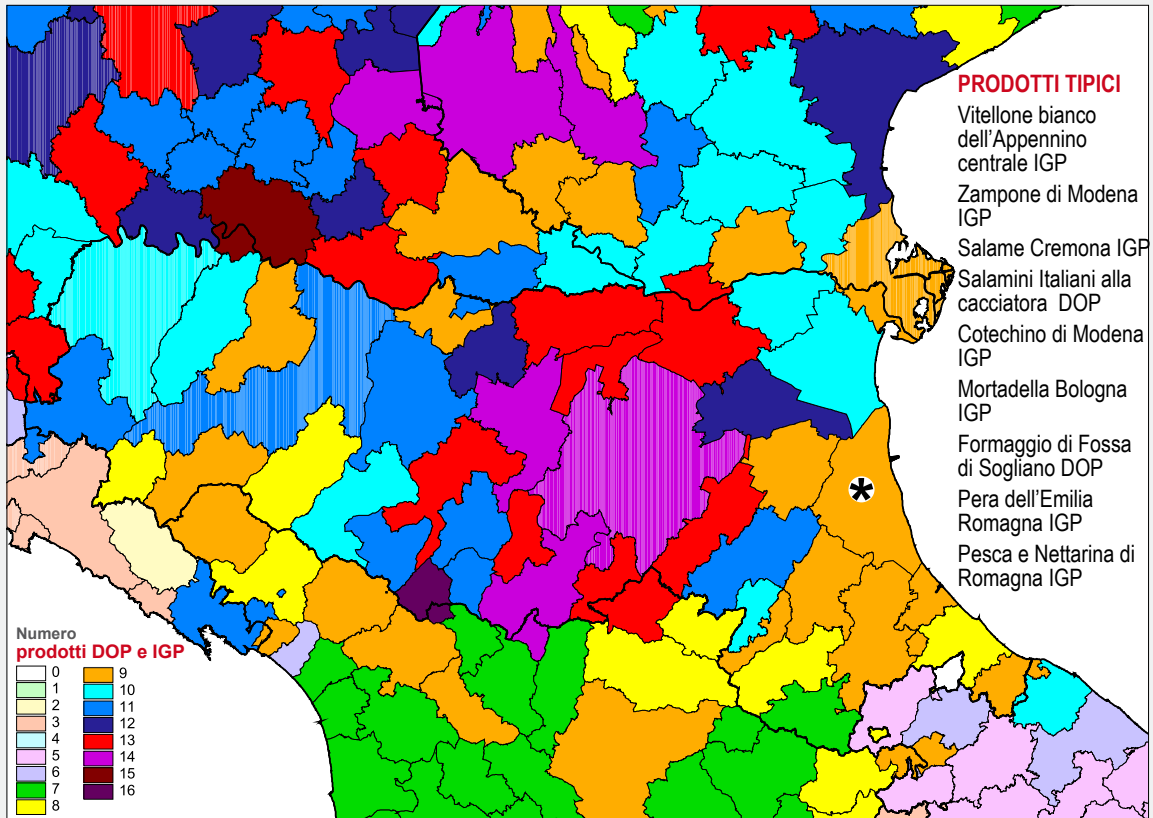 PRODOTTI TIPICI
Vitellone bianco
dell’Appennino
centrale IGP
Zampone di Modena
IGP
Salame Cremona IGP
Salamini Italiani alla
cacciatora DOP
Cotechino di Modena
IGP
Mortadella Bologna
IGP
Formaggio di Fossa
di Sogliano DOP
Pera dell’Emilia
Romagna IGP
Pesca e Nettarina di
Romagna IGP
*
Numero
prodotti DOP e IGP
0
1
2
3
4
5
6
7
8
9
10
11
12
13
14
15
16